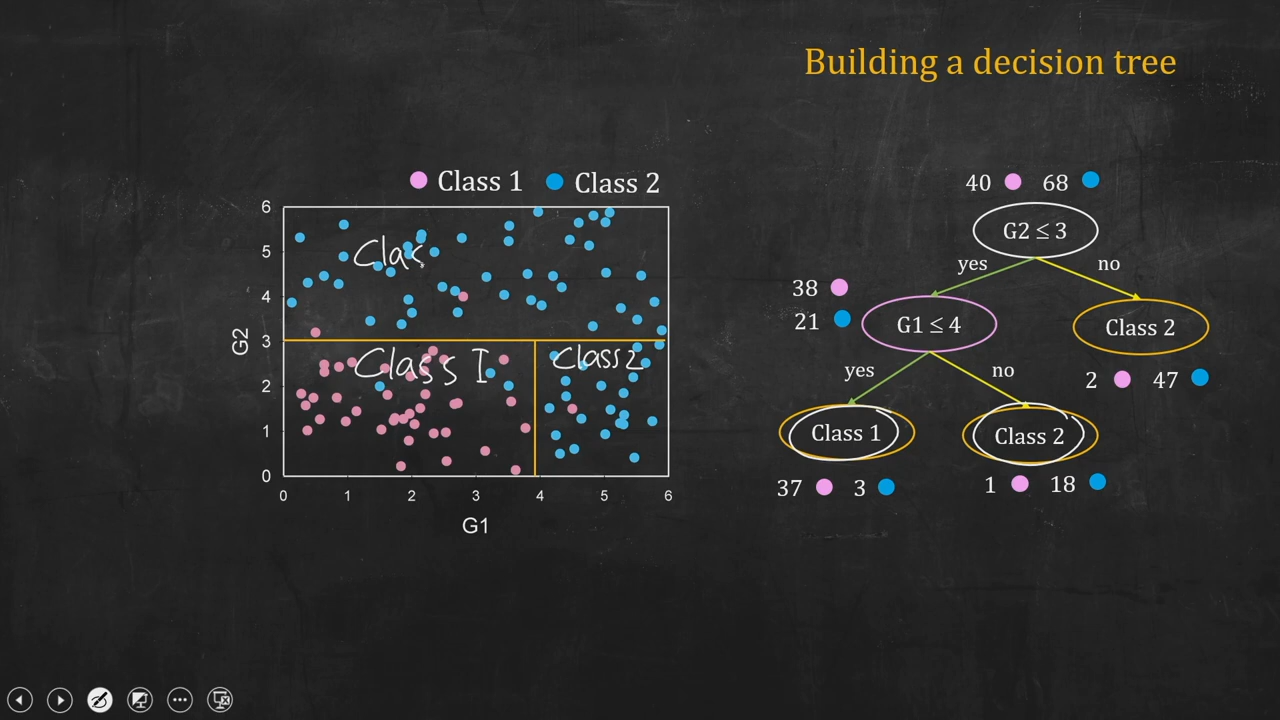 Building a decision tree
Class 1 Class 2
6
5
4
3
2
1
0
G2
0 1 2 3 4 5 6
G1
Clas
Class I
Class 2
40 68
G2 ≤ 3
yes no
38
21
G1 ≤ 4
Class 2
2 47
yes no
Class 1
Class 2
37 3
1 18